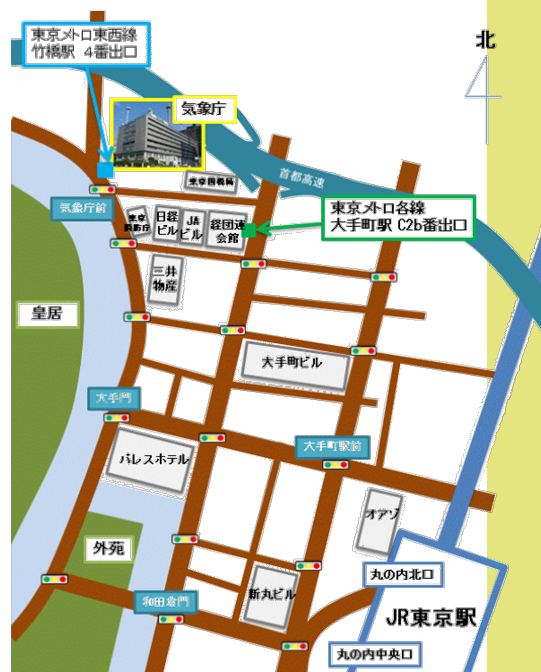 東京メトロ東西線
竹橋駅 4番出口
北
気象庁
首都高速
東京国税局
気象庁前
東京
消防庁
日経
ビル
JA
ビル
経団連
会館
東京メトロ各線
大手町駅 C2b番出口
三井
物産
皇居
大手町ビル
大手門
大手町駅前
パレスホテル
オアゾ
外苑
丸の内北口
新丸ビル
和田倉門
JR東京駅
丸の内中央口